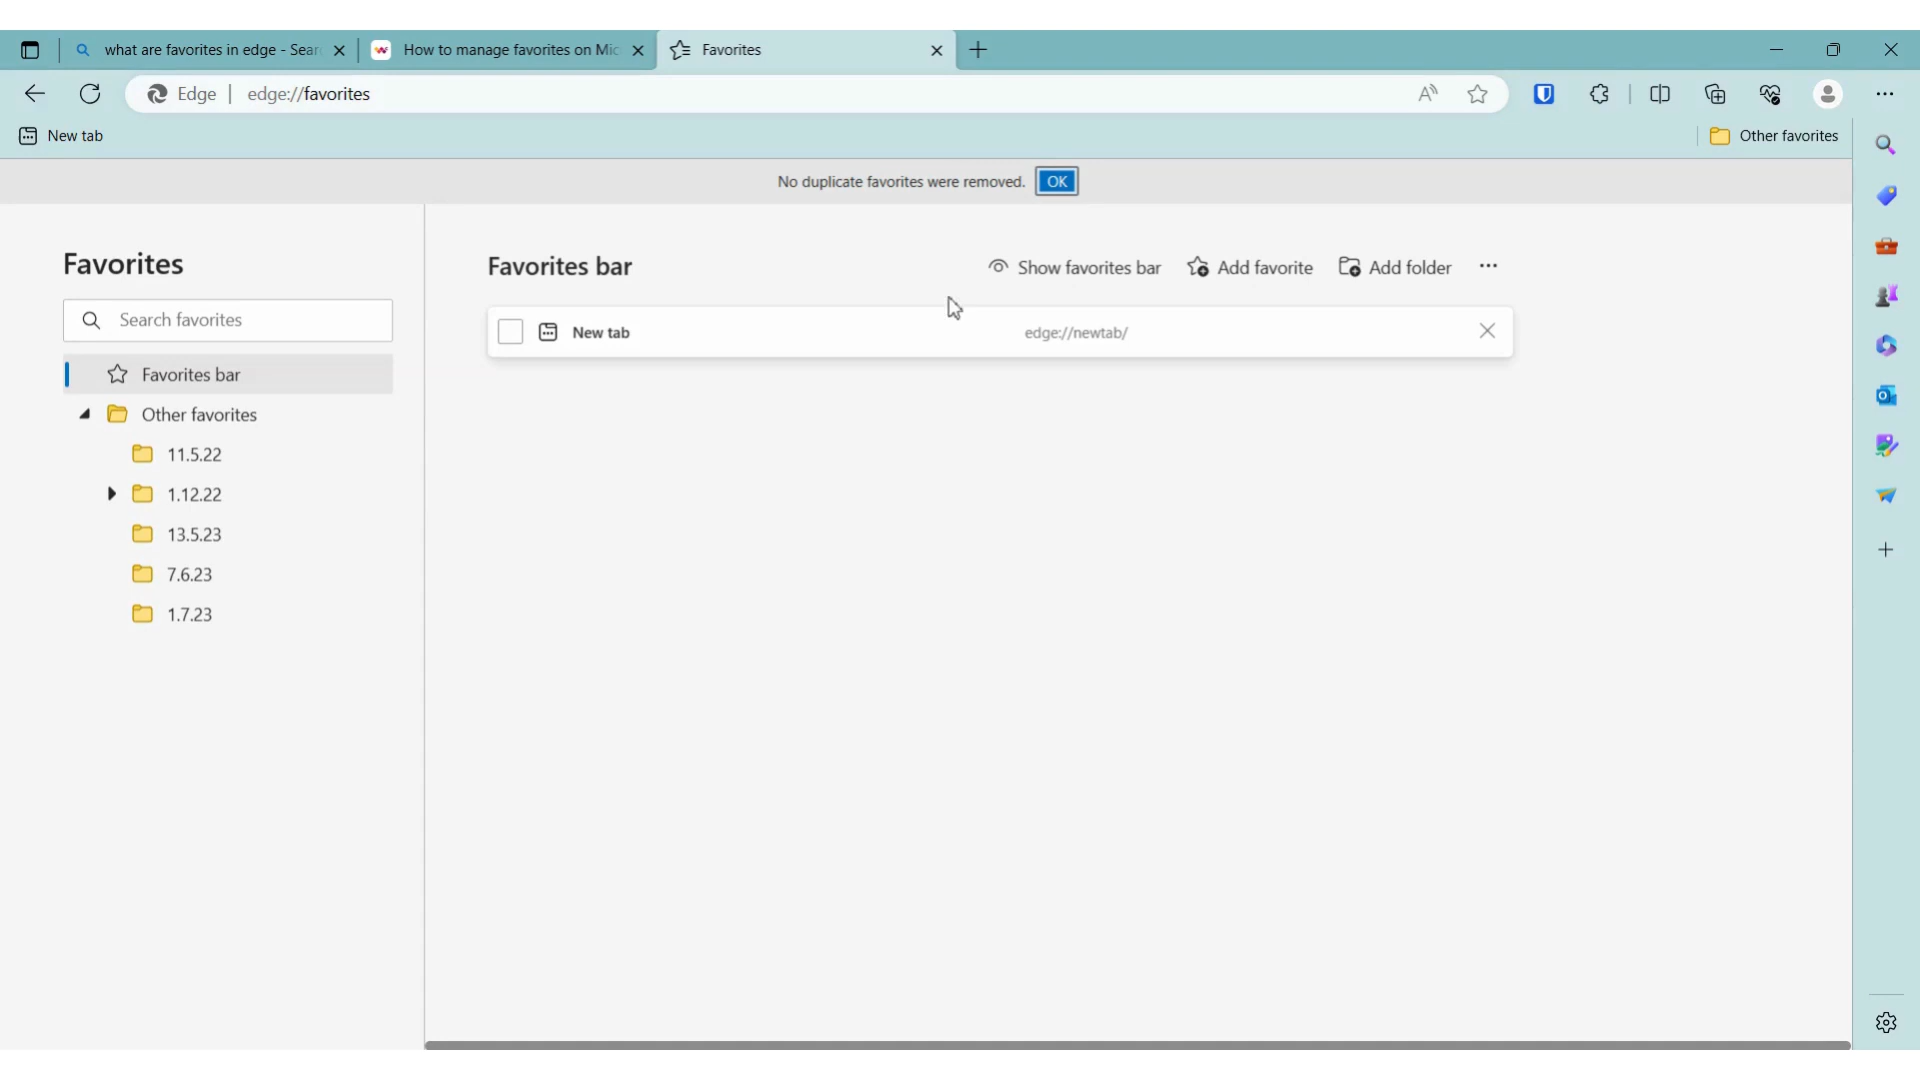 what are favorites in edge - Sear
How to manage favorites on Mic
Favorites
Edge
edge://favorites
New tab
Other favorites
No duplicate favorites were removed.
OK
Favorites
Search favorites
Favorites bar
Other favorites
11.5.22
1.12.22
13.5.23
7.6.23
1.7.23
Favorites bar
Show favorites bar
Add favorite
Add folder
New tab
edge://newtab/